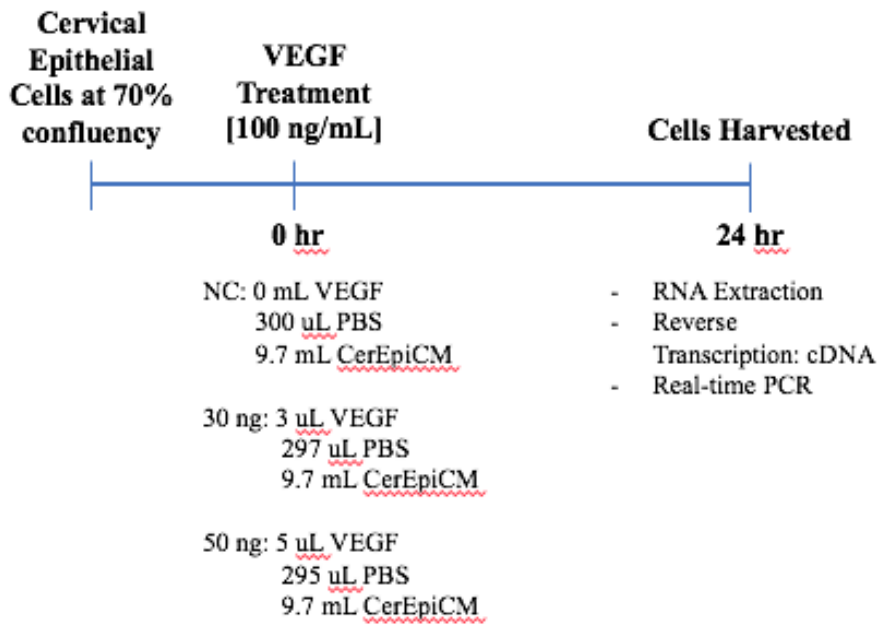 Cervical
Epithelial
Cells at 70%
confluency
VEGF
Treatment
[100 ng/mL]
Cells Harvested
0 hr
24 hr
NC: 0 mL VEGF
300 uL PBS
9.7 mL CerEpiCM
30 ng: 3 uL VEGF
297 uL PBS
9.7 mL CerEpiCM
50 ng: 5 uL VEGF
295 uL PBS
9.7 mL CerEpiCM
- RNA Extraction
- Reverse
Transcription: cDNA
- Real-time PCR